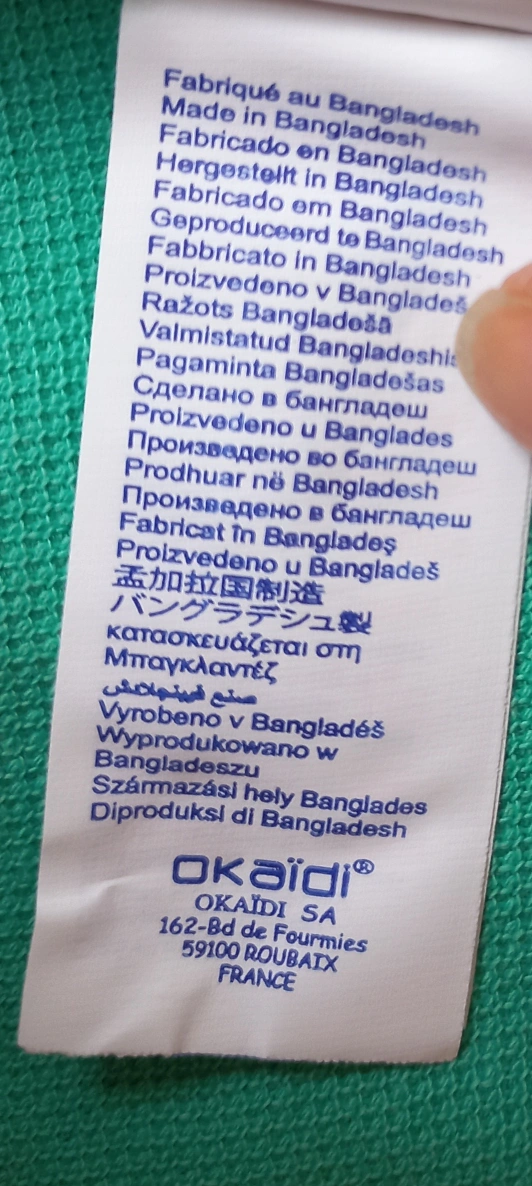 Fabriqué au Bangladesh
Made in Bangladesh
Fabricado en Bangladesh
Hergestellt in Bangladesh
Fabricado em Bangladesh
Geproduceerd te Bangladesh
Fabbricato in Bangladesh
Proizvedeno v Bangladeš
Ražots Bangladešā
Valmistatud
Pagaminta Bangladešas
Сделано в бангладеш
Proizvedeno u Banglades
Произведено во бангладеш
Prodhuar në Bangladesh
Произведено в бангладеш
Fabricat în Bangladeş
Proizvedeno u Bangladeš
孟加拉国制造
バングラデシュ製
κατασκευάζεται στη
Μπαγκλαντέζ
صنع
Vyrobeno v Bangladéš
Wyprodukowano w
Bangladeszu
Származási hely Banglades
Diproduksi di Bangladesh
okaïdi®
OKAÏDI SA
162-Bd de Fourmies
59100 ROUBAIX
FRANCE